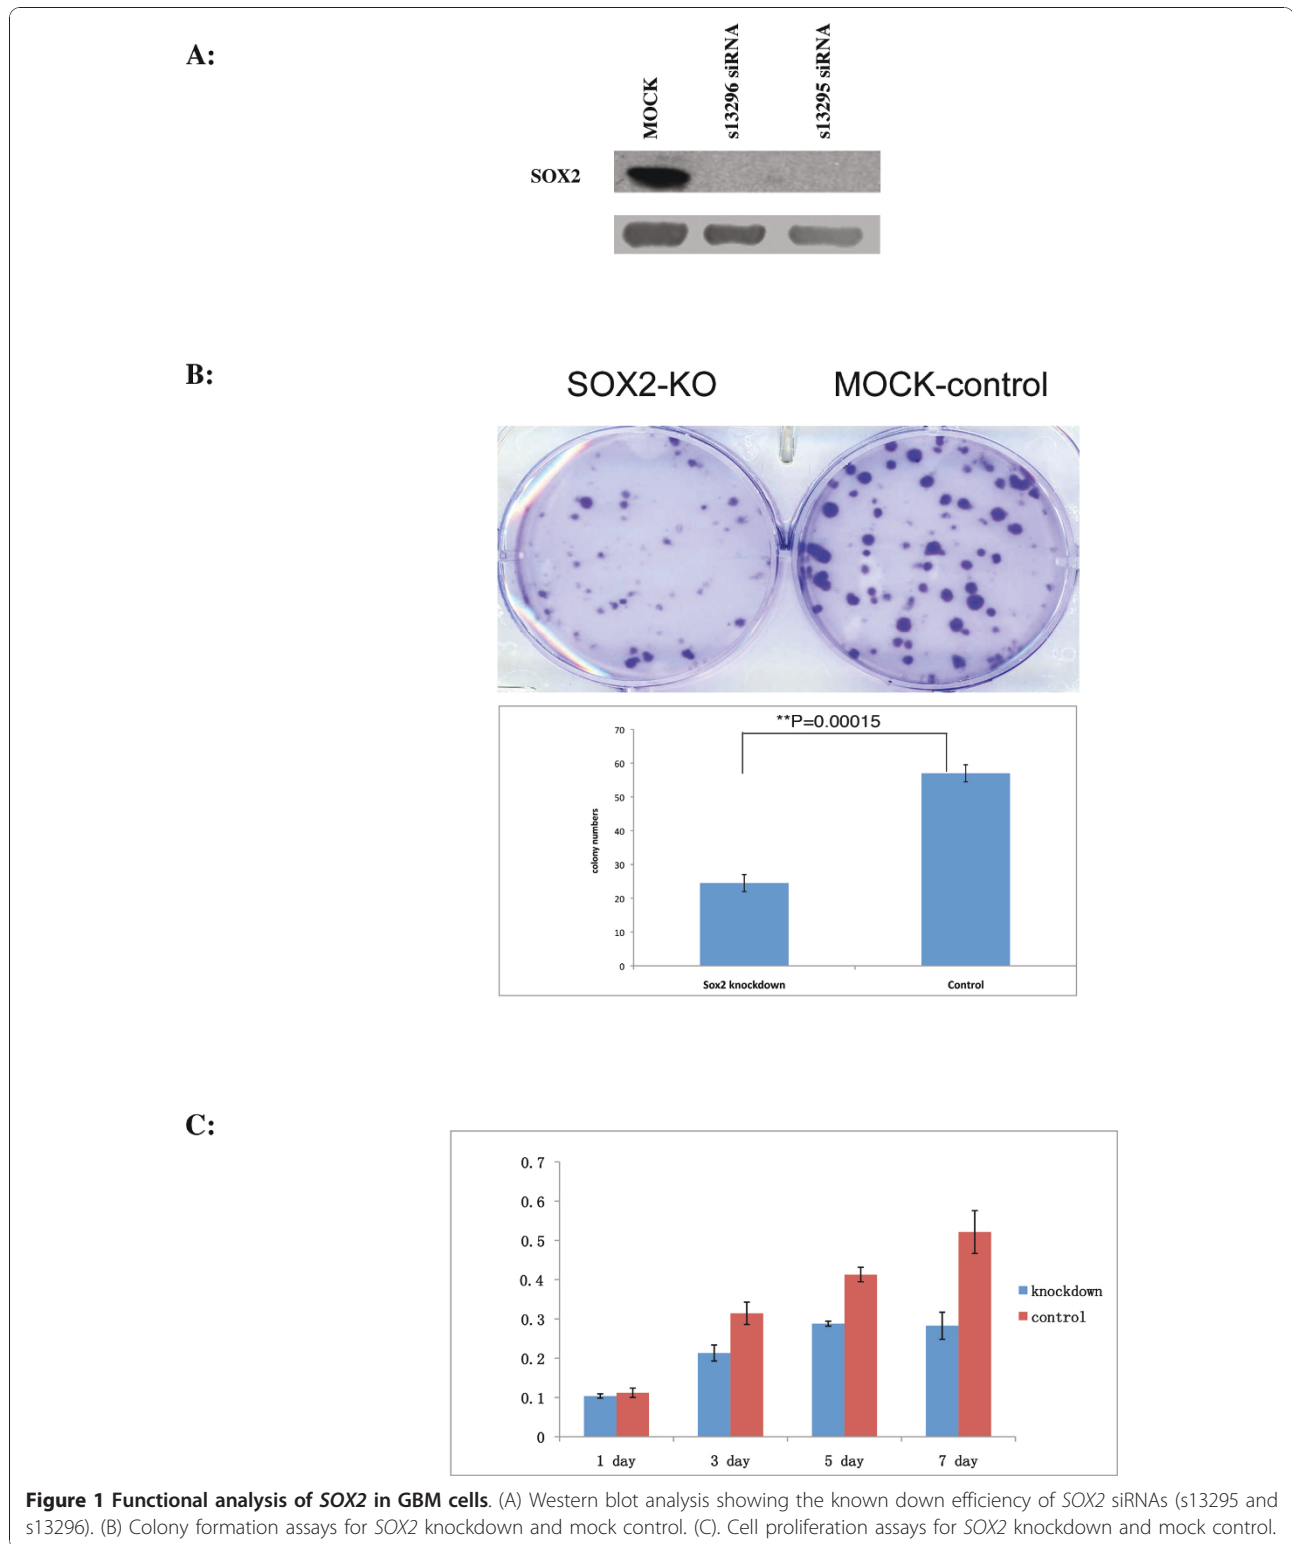 A:
MOCK
s13296 siRNA
s13295 siRNA
SOX2
B:
SOX2-KO MOCK-control
**P=0.00015
70
60
50
40
30
20
10
0
colony numbers
Sox2 knockdown Control
C:
0.7
0.6
0.5
0.4
0.3
0.2
0.1
0
knockdown
control
1 day 3 day 5 day 7 day
Figure 1 Functional analysis of SOX2 in GBM cells. (A) Western blot analysis showing the known down efficiency of SOX2 siRNAs (s13295 and
s13296). (B) Colony formation assays for SOX2 knockdown and mock control. (C). Cell proliferation assays for SOX2 knockdown and mock control.